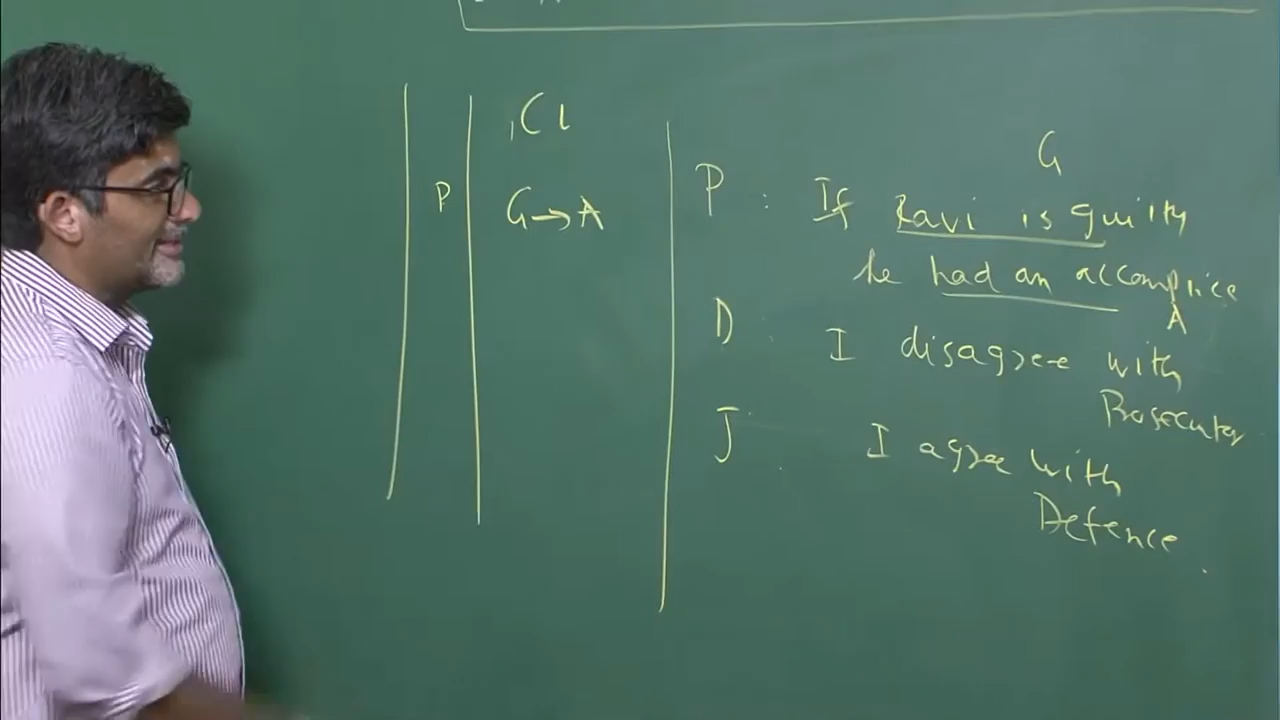 CL
G
P
G→A
P : If Ravi is guilty
he had an accomplice
A
D : I disagree with
Prosecutor
J I agree with
Defence